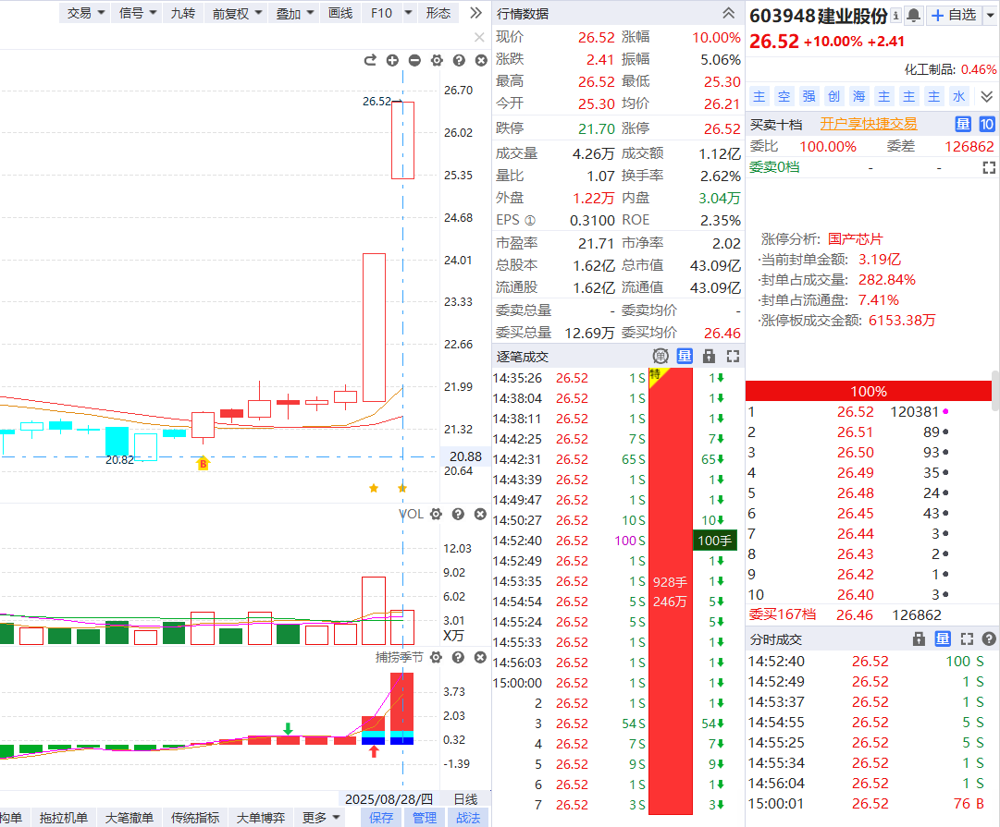 交易 信号 九转 前复权 叠加 画线 F10 形态
26.70
26.52
26.02
25.35
24.68
24.01
23.33
22.66
21.99
21.32
20.82
B
20.88
20.64
VOL
12.03
9.02
6.02
3.01
X万
捕捞季节
3.73
2.03
0.32
-1.39
2025/08/28/四 日线
构单 拖拉机单 大笔撤单 传统指标 大单博弈 更多 保存 管理 战法
行情数据
现价 26.52 涨幅 10.00%
涨跌 2.41 振幅 5.06%
最高 26.52 最低 25.30
今开 25.30 均价 26.21
跌停 21.70 涨停 26.52
成交量 4.26万 成交额 1.12亿
量比 1.07 换手率 2.62%
外盘 1.22万 内盘 3.04万
EPS ① 0.3100 ROE 2.35%
市盈率 21.71 市净率 2.02
总股本 1.62亿 总市值 43.09亿
流通股 1.62亿 流通值 43.09亿
委卖总量 - 委卖均价 -
委买总量 12.69万 委买均价 26.46
逐笔成交 单 量
特
14:35:26 26.52 1 S 1
14:38:04 26.52 1 S 1
14:38:11 26.52 1 S 1
14:42:25 26.52 7 S 7
14:42:31 26.52 65 S 65
14:43:39 26.52 1 S 1
14:49:47 26.52 1 S 1
14:50:27 26.52 10 S 10
14:52:40 26.52 100 S 100手
14:52:49 26.52 1 S 1
14:53:35 26.52 1 S 928手 1
14:54:54 26.52 5 S 246万 5
14:55:24 26.52 5 S 5
14:55:33 26.52 1 S 1
14:56:03 26.52 1 S 1
15:00:00 26.52 1 S 1
2 26.52 1 S 1
3 26.52 54 S 54
4 26.52 7 S 7
5 26.52 9 S 9
6 26.52 1 S 1
7 26.52 3 S 3
603948建业股份 自选
26.52 +10.00% +2.41
化工制品: 0.46%
主 空 强 创 海 主 主 主 水
买卖十档 开户享快捷交易 量 10
委比 100.00% 委差 126862
委卖0档 - -
涨停分析: 国产芯片
·当前封单金额: 3.19亿
·封单占成交量: 282.84%
·封单占流通盘: 7.41%
·涨停板成交金额: 6153.38万
100%
1 26.52 120381
2 26.51 89
3 26.50 93
4 26.49 35
5 26.48 24
6 26.45 43
7 26.44 3
8 26.43 2
9 26.42 1
10 26.40 3
委买167档 26.46 126862
分时成交 量
14:52:40 26.52 100 S
14:52:49 26.52 1 S
14:53:37 26.52 1 S
14:54:55 26.52 5 S
14:55:25 26.52 5 S
14:55:34 26.52 1 S
14:56:04 26.52 1 S
15:00:01 26.52 76 B